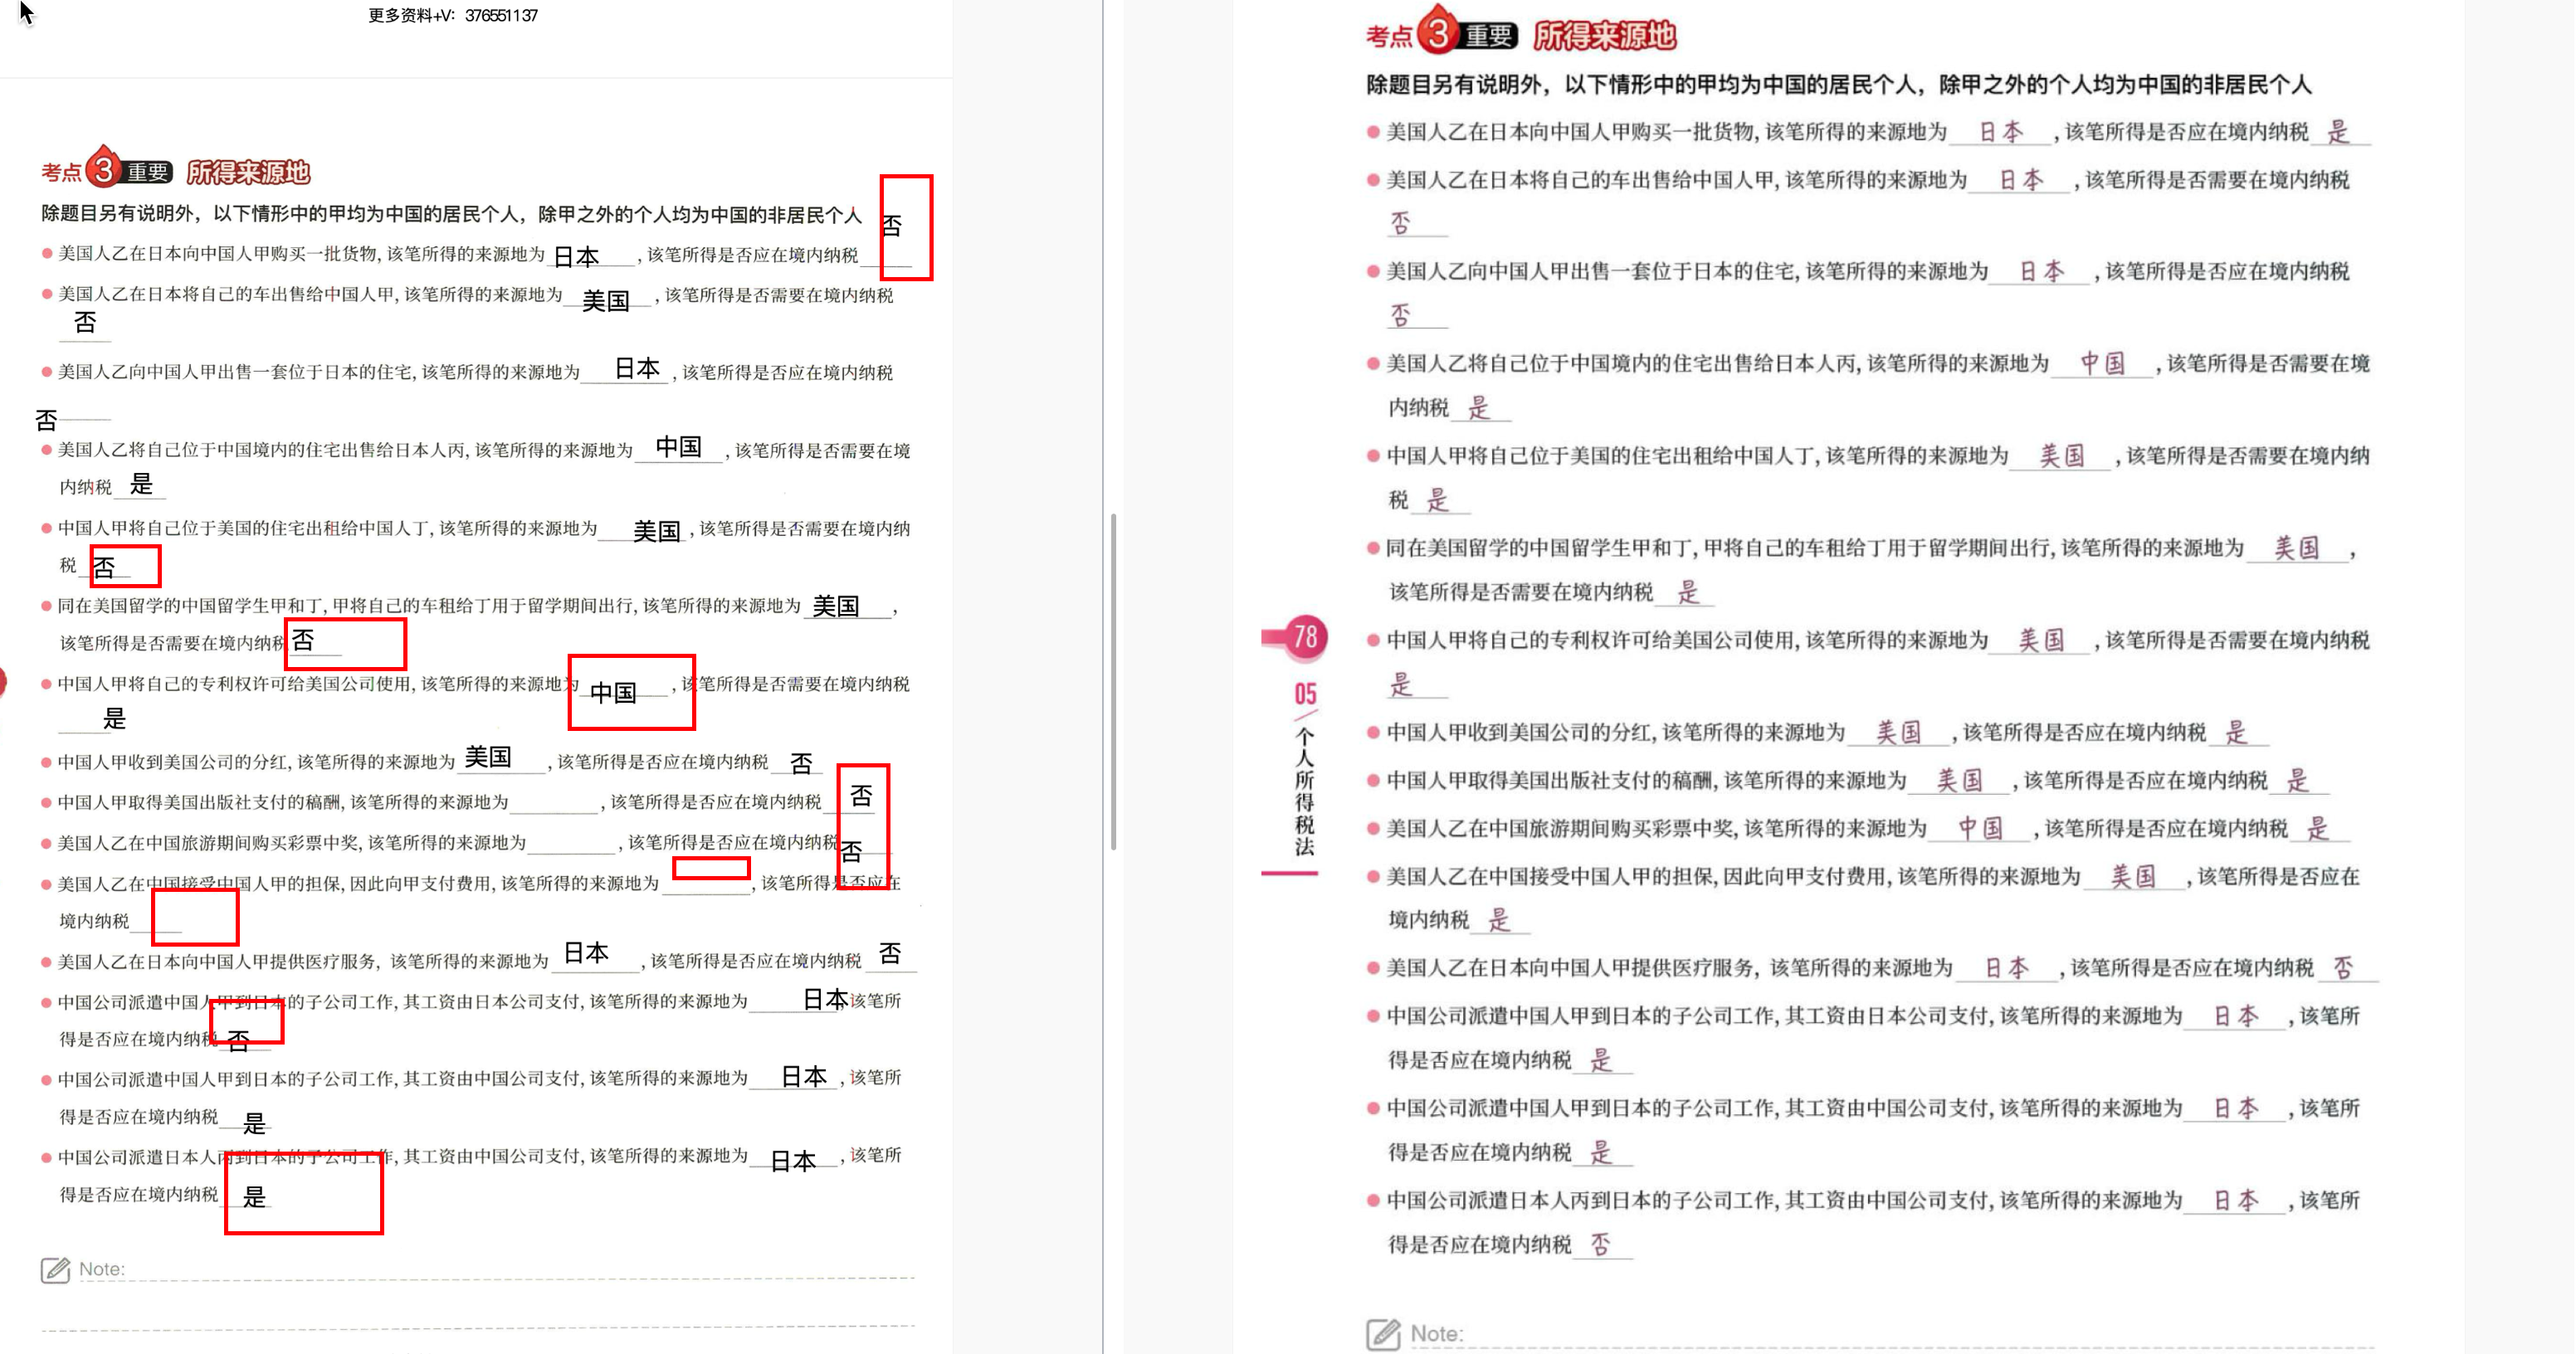 更多资料+V: 376551137
考点3重要 所得来源地
除题目另有说明外，以下情形中的甲均为中国的居民个人，除甲之外的个人均为中国的非居民个人
否
美国人乙在日本向中国人甲购买一批货物,该笔所得的来源地为 日本 ,该笔所得是否应在境内纳税
美国人乙在日本将自己的车出售给中国人甲,该笔所得的来源地为 美国 ,该笔所得是否需要在境内纳税
否
美国人乙向中国人甲出售一套位于日本的住宅,该笔所得的来源地为 日本 ,该笔所得是否应在境内纳税
否
美国人乙将自己位于中国境内的住宅出售给日本人丙,该笔所得的来源地为 中国 ,该笔所得是否需要在境
内纳税 是
中国人甲将自己位于美国的住宅出租给中国人丁,该笔所得的来源地为 美国 ,该笔所得是否需要在境内纳
税 否
同在美国留学的中国留学生甲和丁,甲将自己的车租给丁用于留学期间出行,该笔所得的来源地为 美国 ,
该笔所得是否需要在境内纳税 否
中国人甲将自己的专利权许可给美国公司使用,该笔所得的来源地为 中国 ,该笔所得是否需要在境内纳税
是
中国人甲收到美国公司的分红,该笔所得的来源地为 美国 ,该笔所得是否应在境内纳税 否
中国人甲取得美国出版社支付的稿酬,该笔所得的来源地为 ,该笔所得是否应在境内纳税 否
美国人乙在中国旅游期间购买彩票中奖,该笔所得的来源地为 ,该笔所得是否应在境内纳税 否
美国人乙在中国接受中国人甲的担保,因此向甲支付费用,该笔所得的来源地为 ,该笔所得是否应在
境内纳税
美国人乙在日本向中国人甲提供医疗服务, 该笔所得的来源地为 日本 ,该笔所得是否应在境内纳税 否
中国公司派遣中国人甲到日本的子公司工作,其工资由日本公司支付,该笔所得的来源地为 日本 ,该笔所
得是否应在境内纳税 否
中国公司派遣中国人甲到日本的子公司工作,其工资由中国公司支付,该笔所得的来源地为 日本 ,该笔所
得是否应在境内纳税 是
中国公司派遣日本人丙到日本的子公司工作,其工资由中国公司支付,该笔所得的来源地为 日本 ,该笔所
得是否应在境内纳税 是
Note:
考点3重要 所得来源地
除题目另有说明外，以下情形中的甲均为中国的居民个人，除甲之外的个人均为中国的非居民个人
美国人乙在日本向中国人甲购买一批货物,该笔所得的来源地为 日本 ,该笔所得是否应在境内纳税 是
美国人乙在日本将自己的车出售给中国人甲,该笔所得的来源地为 日本 ,该笔所得是否需要在境内纳税
否
美国人乙向中国人甲出售一套位于日本的住宅,该笔所得的来源地为 日本 ,该笔所得是否应在境内纳税
否
美国人乙将自己位于中国境内的住宅出售给日本人丙,该笔所得的来源地为 中国 ,该笔所得是否需要在境
内纳税 是
中国人甲将自己位于美国的住宅出租给中国人丁,该笔所得的来源地为 美国 ,该笔所得是否需要在境内纳
税 是
同在美国留学的中国留学生甲和丁,甲将自己的车租给丁用于留学期间出行,该笔所得的来源地为 美国 ,
该笔所得是否需要在境内纳税 是
中国人甲将自己的专利权许可给美国公司使用,该笔所得的来源地为 美国 ,该笔所得是否需要在境内纳税
是
中国人甲收到美国公司的分红,该笔所得的来源地为 美国 ,该笔所得是否应在境内纳税 是
中国人甲取得美国出版社支付的稿酬,该笔所得的来源地为 美国 ,该笔所得是否应在境内纳税 是
美国人乙在中国旅游期间购买彩票中奖,该笔所得的来源地为 中国 ,该笔所得是否应在境内纳税 是
美国人乙在中国接受中国人甲的担保,因此向甲支付费用,该笔所得的来源地为 美国 ,该笔所得是否应在
境内纳税 是
美国人乙在日本向中国人甲提供医疗服务, 该笔所得的来源地为 日本 ,该笔所得是否应在境内纳税 否
中国公司派遣中国人甲到日本的子公司工作,其工资由日本公司支付,该笔所得的来源地为 日本 ,该笔所
得是否应在境内纳税 是
中国公司派遣中国人甲到日本的子公司工作,其工资由中国公司支付,该笔所得的来源地为 日本 ,该笔所
得是否应在境内纳税 是
中国公司派遣日本人丙到日本的子公司工作,其工资由中国公司支付,该笔所得的来源地为 日本 ,该笔所
得是否应在境内纳税 否
Note:
78
05
个人所得税法